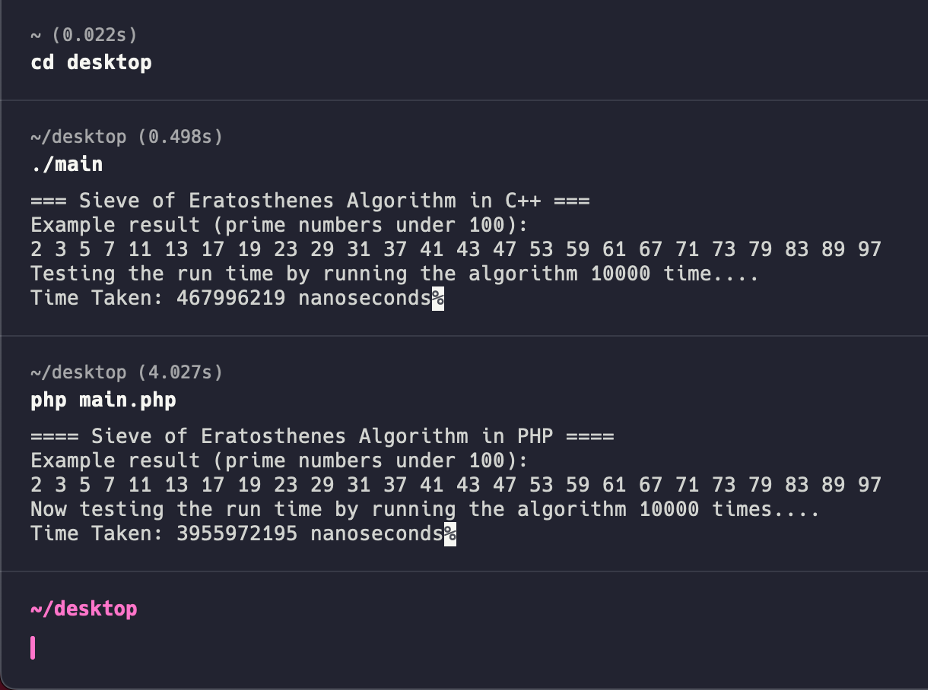 ~ (0.022s)
cd desktop
~/desktop (0.498s)
./main
=== Sieve of Eratosthenes Algorithm in C++ ===
Example result (prime numbers under 100):
2 3 5 7 11 13 17 19 23 29 31 37 41 43 47 53 59 61 67 71 73 79 83 89 97
Testing the run time by running the algorithm 10000 time....
Time Taken: 467996219 nanoseconds%
~/desktop (4.027s)
php main.php
==== Sieve of Eratosthenes Algorithm in PHP ====
Example result (prime numbers under 100):
2 3 5 7 11 13 17 19 23 29 31 37 41 43 47 53 59 61 67 71 73 79 83 89 97
Now testing the run time by running the algorithm 10000 times....
Time Taken: 3955972195 nanoseconds%
~/desktop